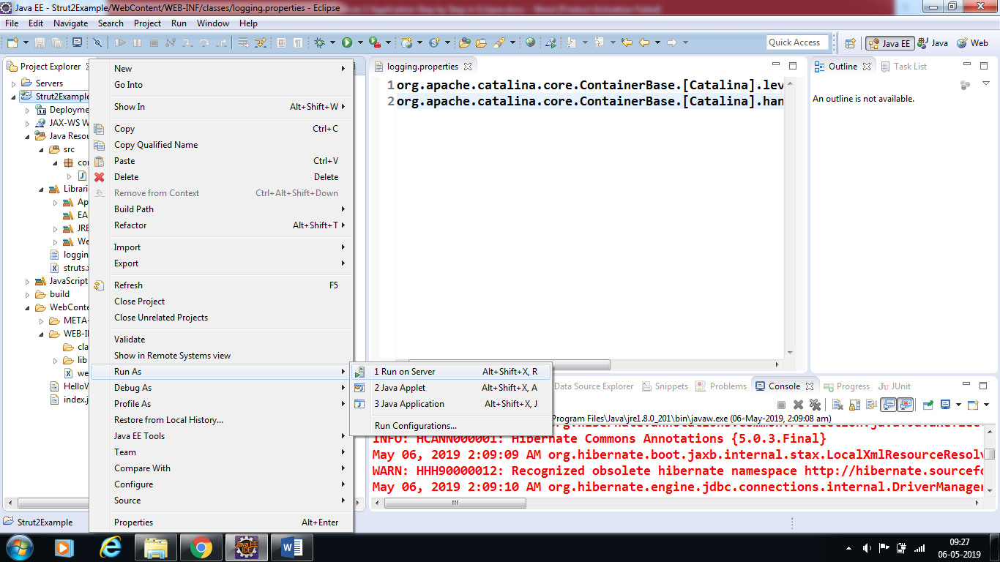 Java EE - Strut2Example/WebContent/WEB-INF/classes/logging.properties - Eclipse
File Edit Navigate Search Project Run Window Help
Quick Access Java EE Java Web
Project Explorer
Servers
Strut2Example
Deployme
JAX-WS W
Java Resou
src
co
Librari
Ap
EA
JRE
We
loggin
struts.x
JavaScript
build
WebConte
META-
WEB-IN
cla
lib
we
HelloW
index.j
New
Go Into
Show In Alt+Shift+W
Copy Ctrl+C
Copy Qualified Name
Paste Ctrl+V
Delete Delete
Remove from Context Ctrl+Alt+Shift+Down
Build Path
Refactor Alt+Shift+T
Import
Export
Refresh F5
Close Project
Close Unrelated Projects
Validate
Show in Remote Systems view
Run As
Debug As
Profile As
Restore from Local History...
Java EE Tools
Team
Compare With
Configure
Source
Properties Alt+Enter
1 Run on Server Alt+Shift+X, R
2 Java Applet Alt+Shift+X, A
3 Java Application Alt+Shift+X, J
Run Configurations...
logging.properties
1 org.apache.catalina.core.ContainerBase.[Catalina].lev
2 org.apache.catalina.core.ContainerBase.[Catalina].han
Outline Task List
An outline is not available.
Data Source Explorer Snippets Problems Console Progress JUnit
Program Files\Java\jre1.8.0_201\bin\javaw.exe (06-May-2019, 2:09:08 am)
INFO: HCANN000001: Hibernate Commons Annotations {5.0.3.Final}
May 06, 2019 2:09:09 AM org.hibernate.boot.jaxb.internal.stax.LocalXmlResourceResolv
WARN: HHH90000012: Recognized obsolete hibernate namespace http://hibernate.sourcefo
May 06, 2019 2:09:10 AM org.hibernate.engine.jdbc.connections.internal.DriverManager
Strut2Example
Java EE
IDE
09:27
06-05-2019